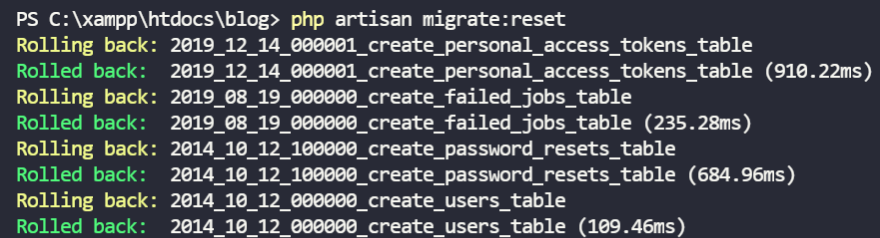 PS C:\xampp\htdocs\blog> php artisan migrate:reset
Rolling back: 2019_12_14_000001_create_personal_access_tokens_table
Rolled back:  2019_12_14_000001_create_personal_access_tokens_table (910.22ms)
Rolling back: 2019_08_19_000000_create_failed_jobs_table
Rolled back:  2019_08_19_000000_create_failed_jobs_table (235.28ms)
Rolling back: 2014_10_12_100000_create_password_resets_table
Rolled back:  2014_10_12_100000_create_password_resets_table (684.96ms)
Rolling back: 2014_10_12_000000_create_users_table
Rolled back:  2014_10_12_000000_create_users_table (109.46ms)